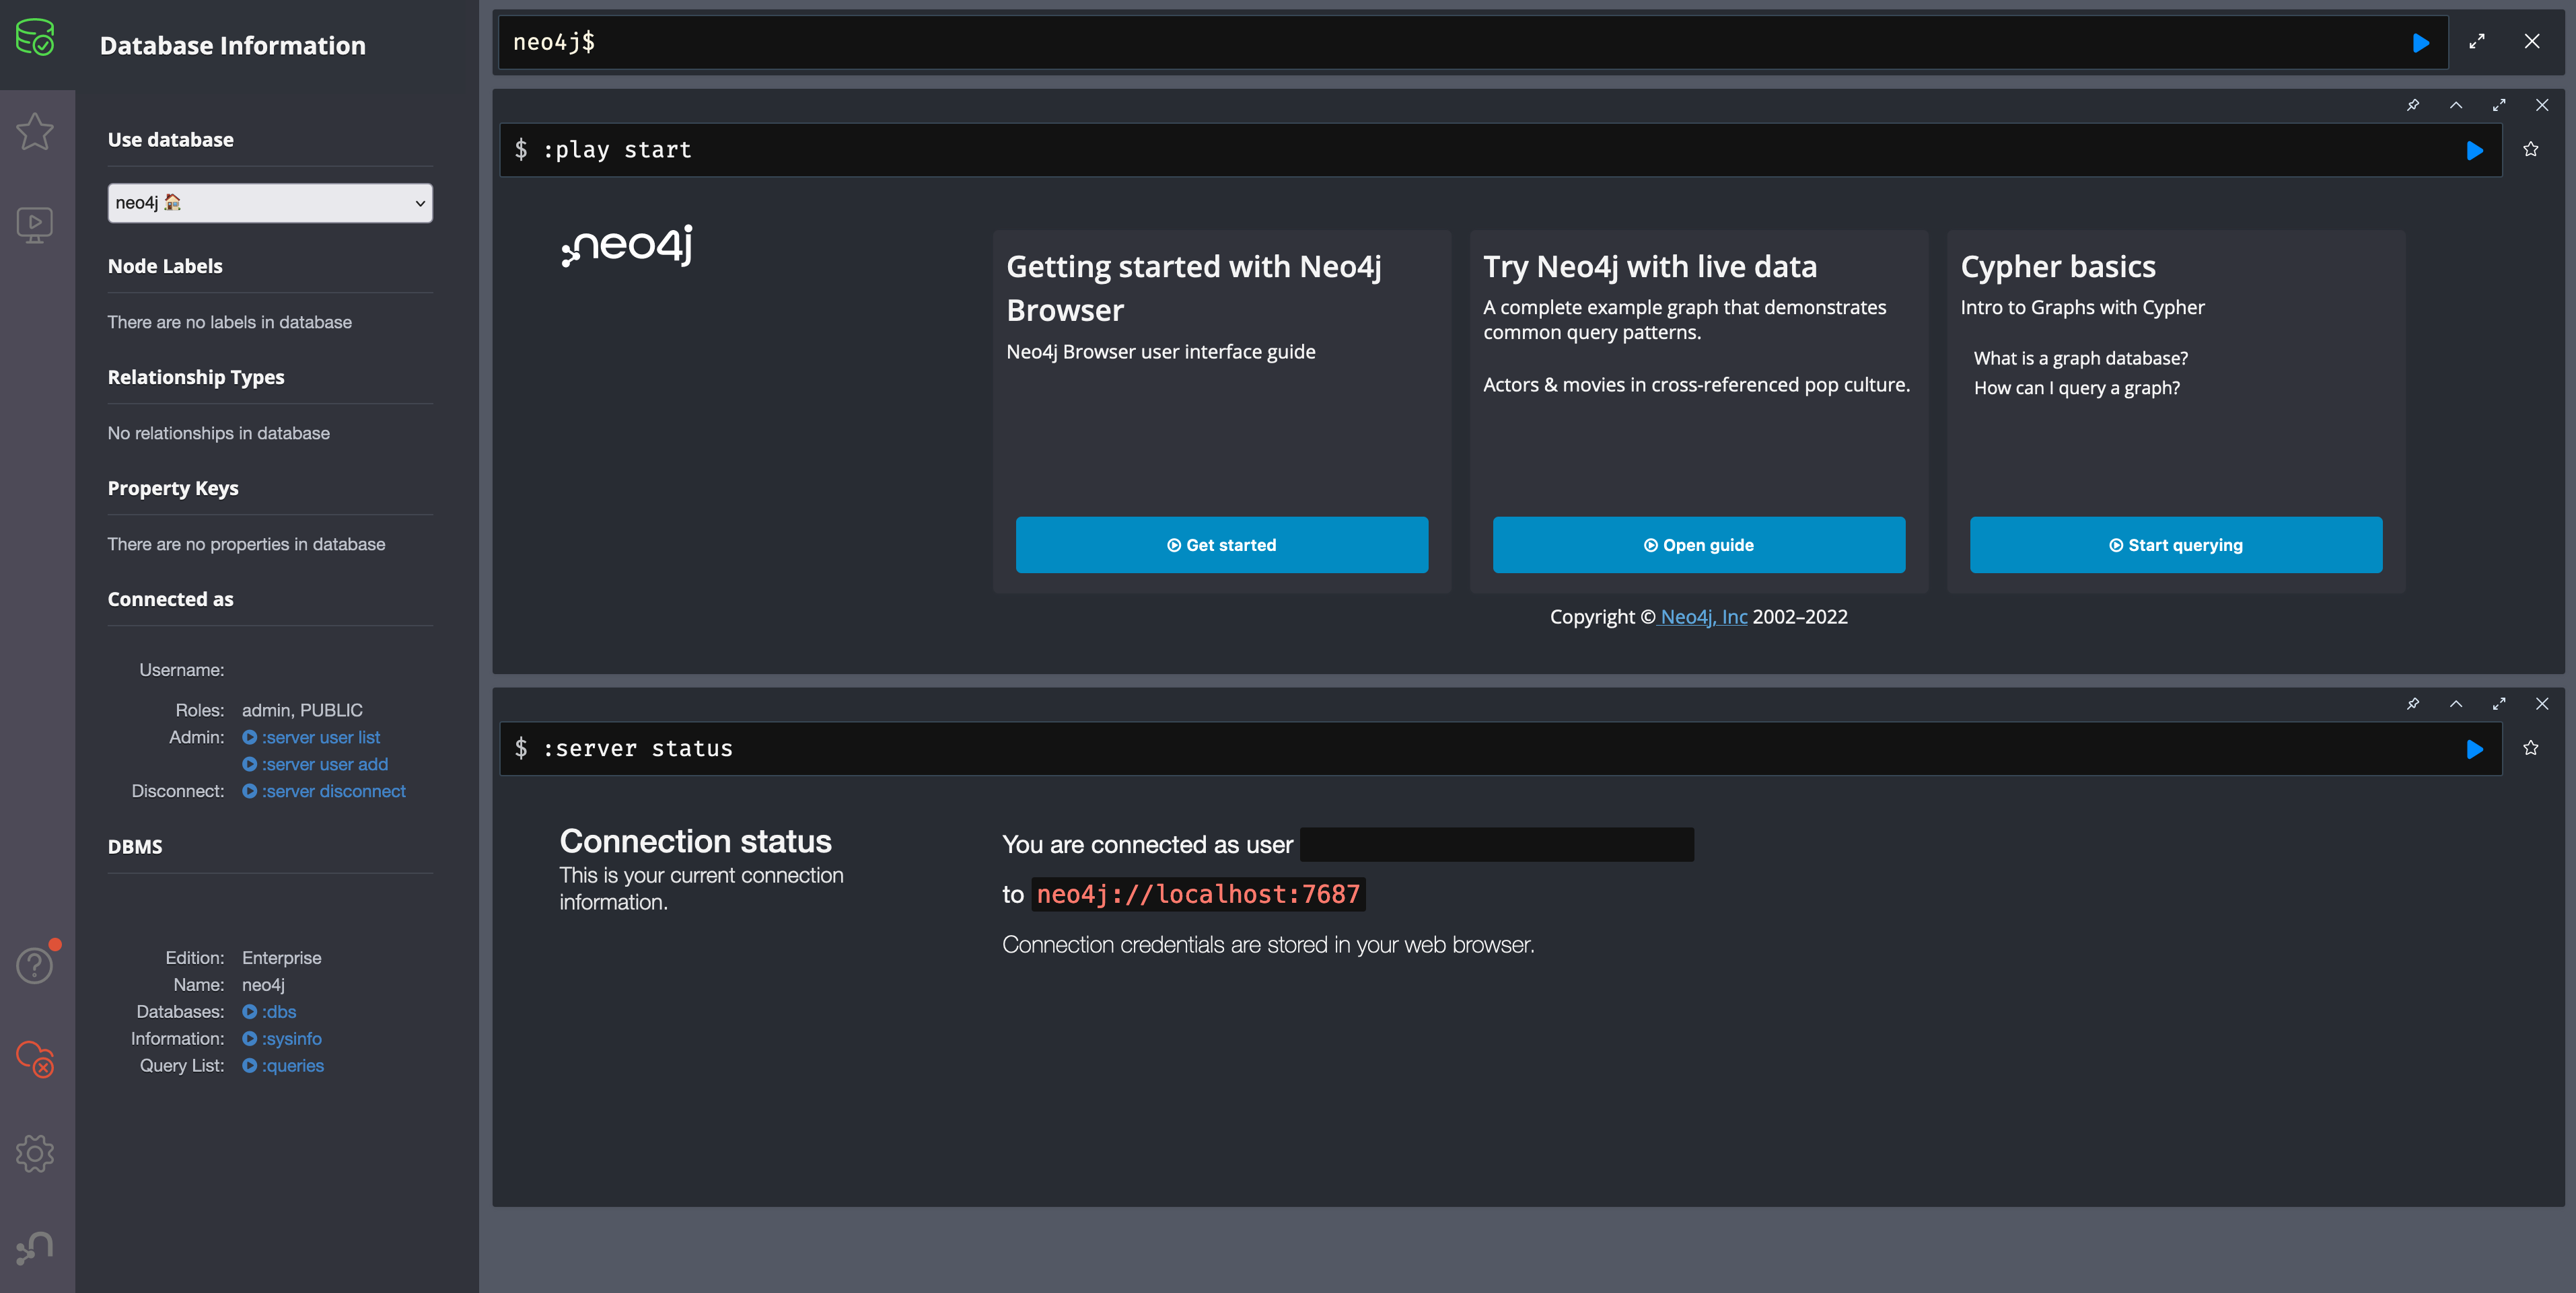 Database Information
Use database
neo4j 🏠
Node Labels
There are no labels in database
Relationship Types
No relationships in database
Property Keys
There are no properties in database
Connected as
Username:
Roles: admin, PUBLIC
Admin: :server user list
:server user add
Disconnect: :server disconnect
DBMS
Edition: Enterprise
Name: neo4j
Databases: :dbs
Information: :sysinfo
Query List: :queries
neo4j$
$ :play start
neo4j
Getting started with Neo4j
Browser
Neo4j Browser user interface guide
Get started
Try Neo4j with live data
A complete example graph that demonstrates
common query patterns.
Actors & movies in cross-referenced pop culture.
Open guide
Cypher basics
Intro to Graphs with Cypher
What is a graph database?
How can I query a graph?
Start querying
Copyright © Neo4j, Inc 2002–2022
$ :server status
Connection status
This is your current connection
information.
You are connected as user
to neo4j://localhost:7687
Connection credentials are stored in your web browser.